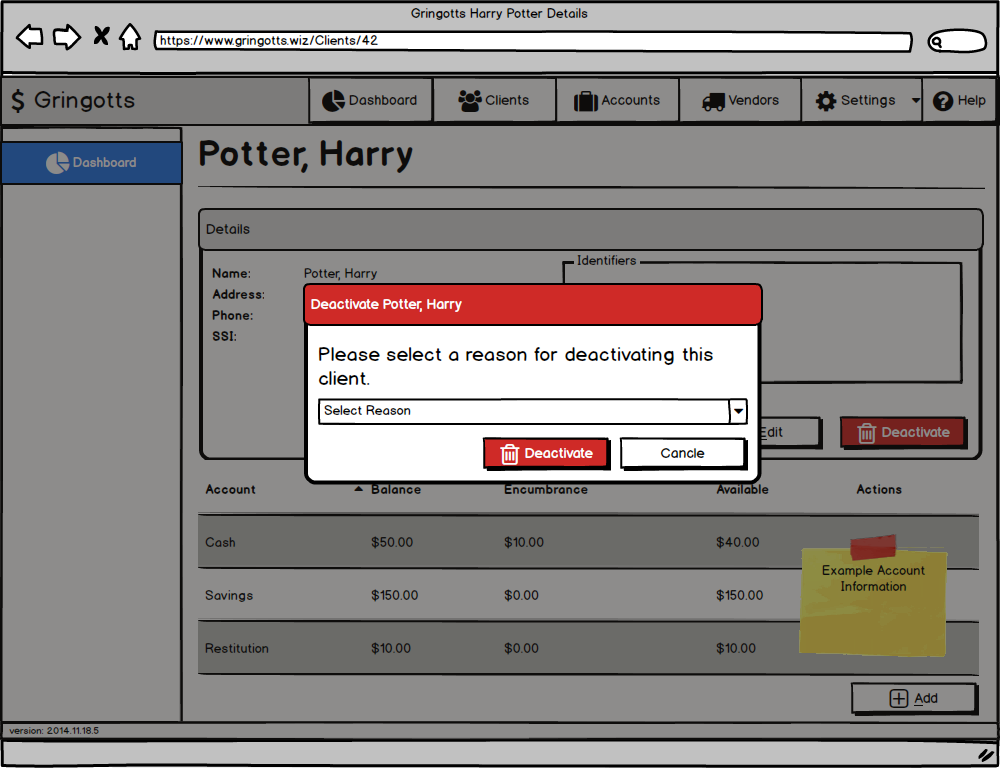 Gringotts Harry Potter Details
https://www.gringotts.wiz/Clients/42
$ Gringotts
Dashboard
Clients
Accounts
Vendors
Settings
Help
Dashboard
Potter, Harry
Details
Name: Potter, Harry
Address:
Phone:
SSI:
Identifiers
Deactivate Potter, Harry
Please select a reason for deactivating this
client.
Select Reason
Deactivate
Cancle
Edit
Deactivate
Account Balance Encumbrance Available Actions
Cash $50.00 $10.00 $40.00
Savings $150.00 $0.00 $150.00
Restitution $10.00 $0.00 $10.00
Example Account
Information
Add
version: 2014.11.18.5